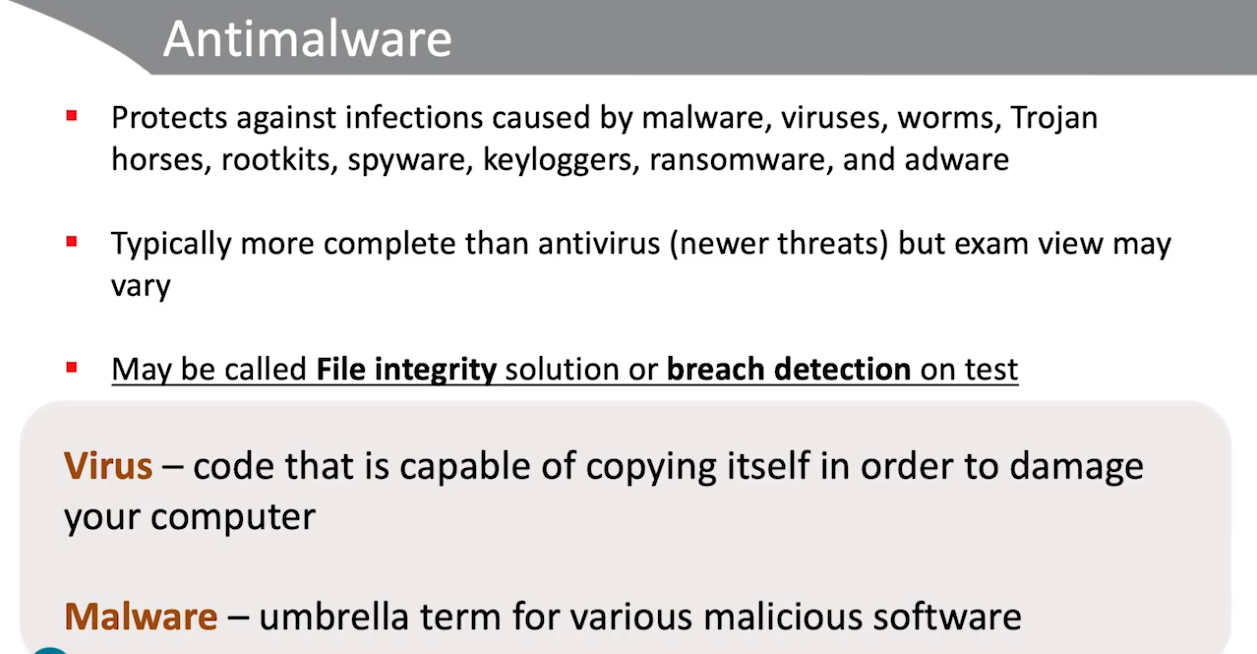 Antimalware
▪ Protects against infections caused by malware, viruses, worms, Trojan
horses, rootkits, spyware, keyloggers, ransomware, and adware
▪ Typically more complete than antivirus (newer threats) but exam view may
vary
▪ May be called File integrity solution or breach detection on test
Virus – code that is capable of copying itself in order to damage
your computer
Malware – umbrella term for various malicious software